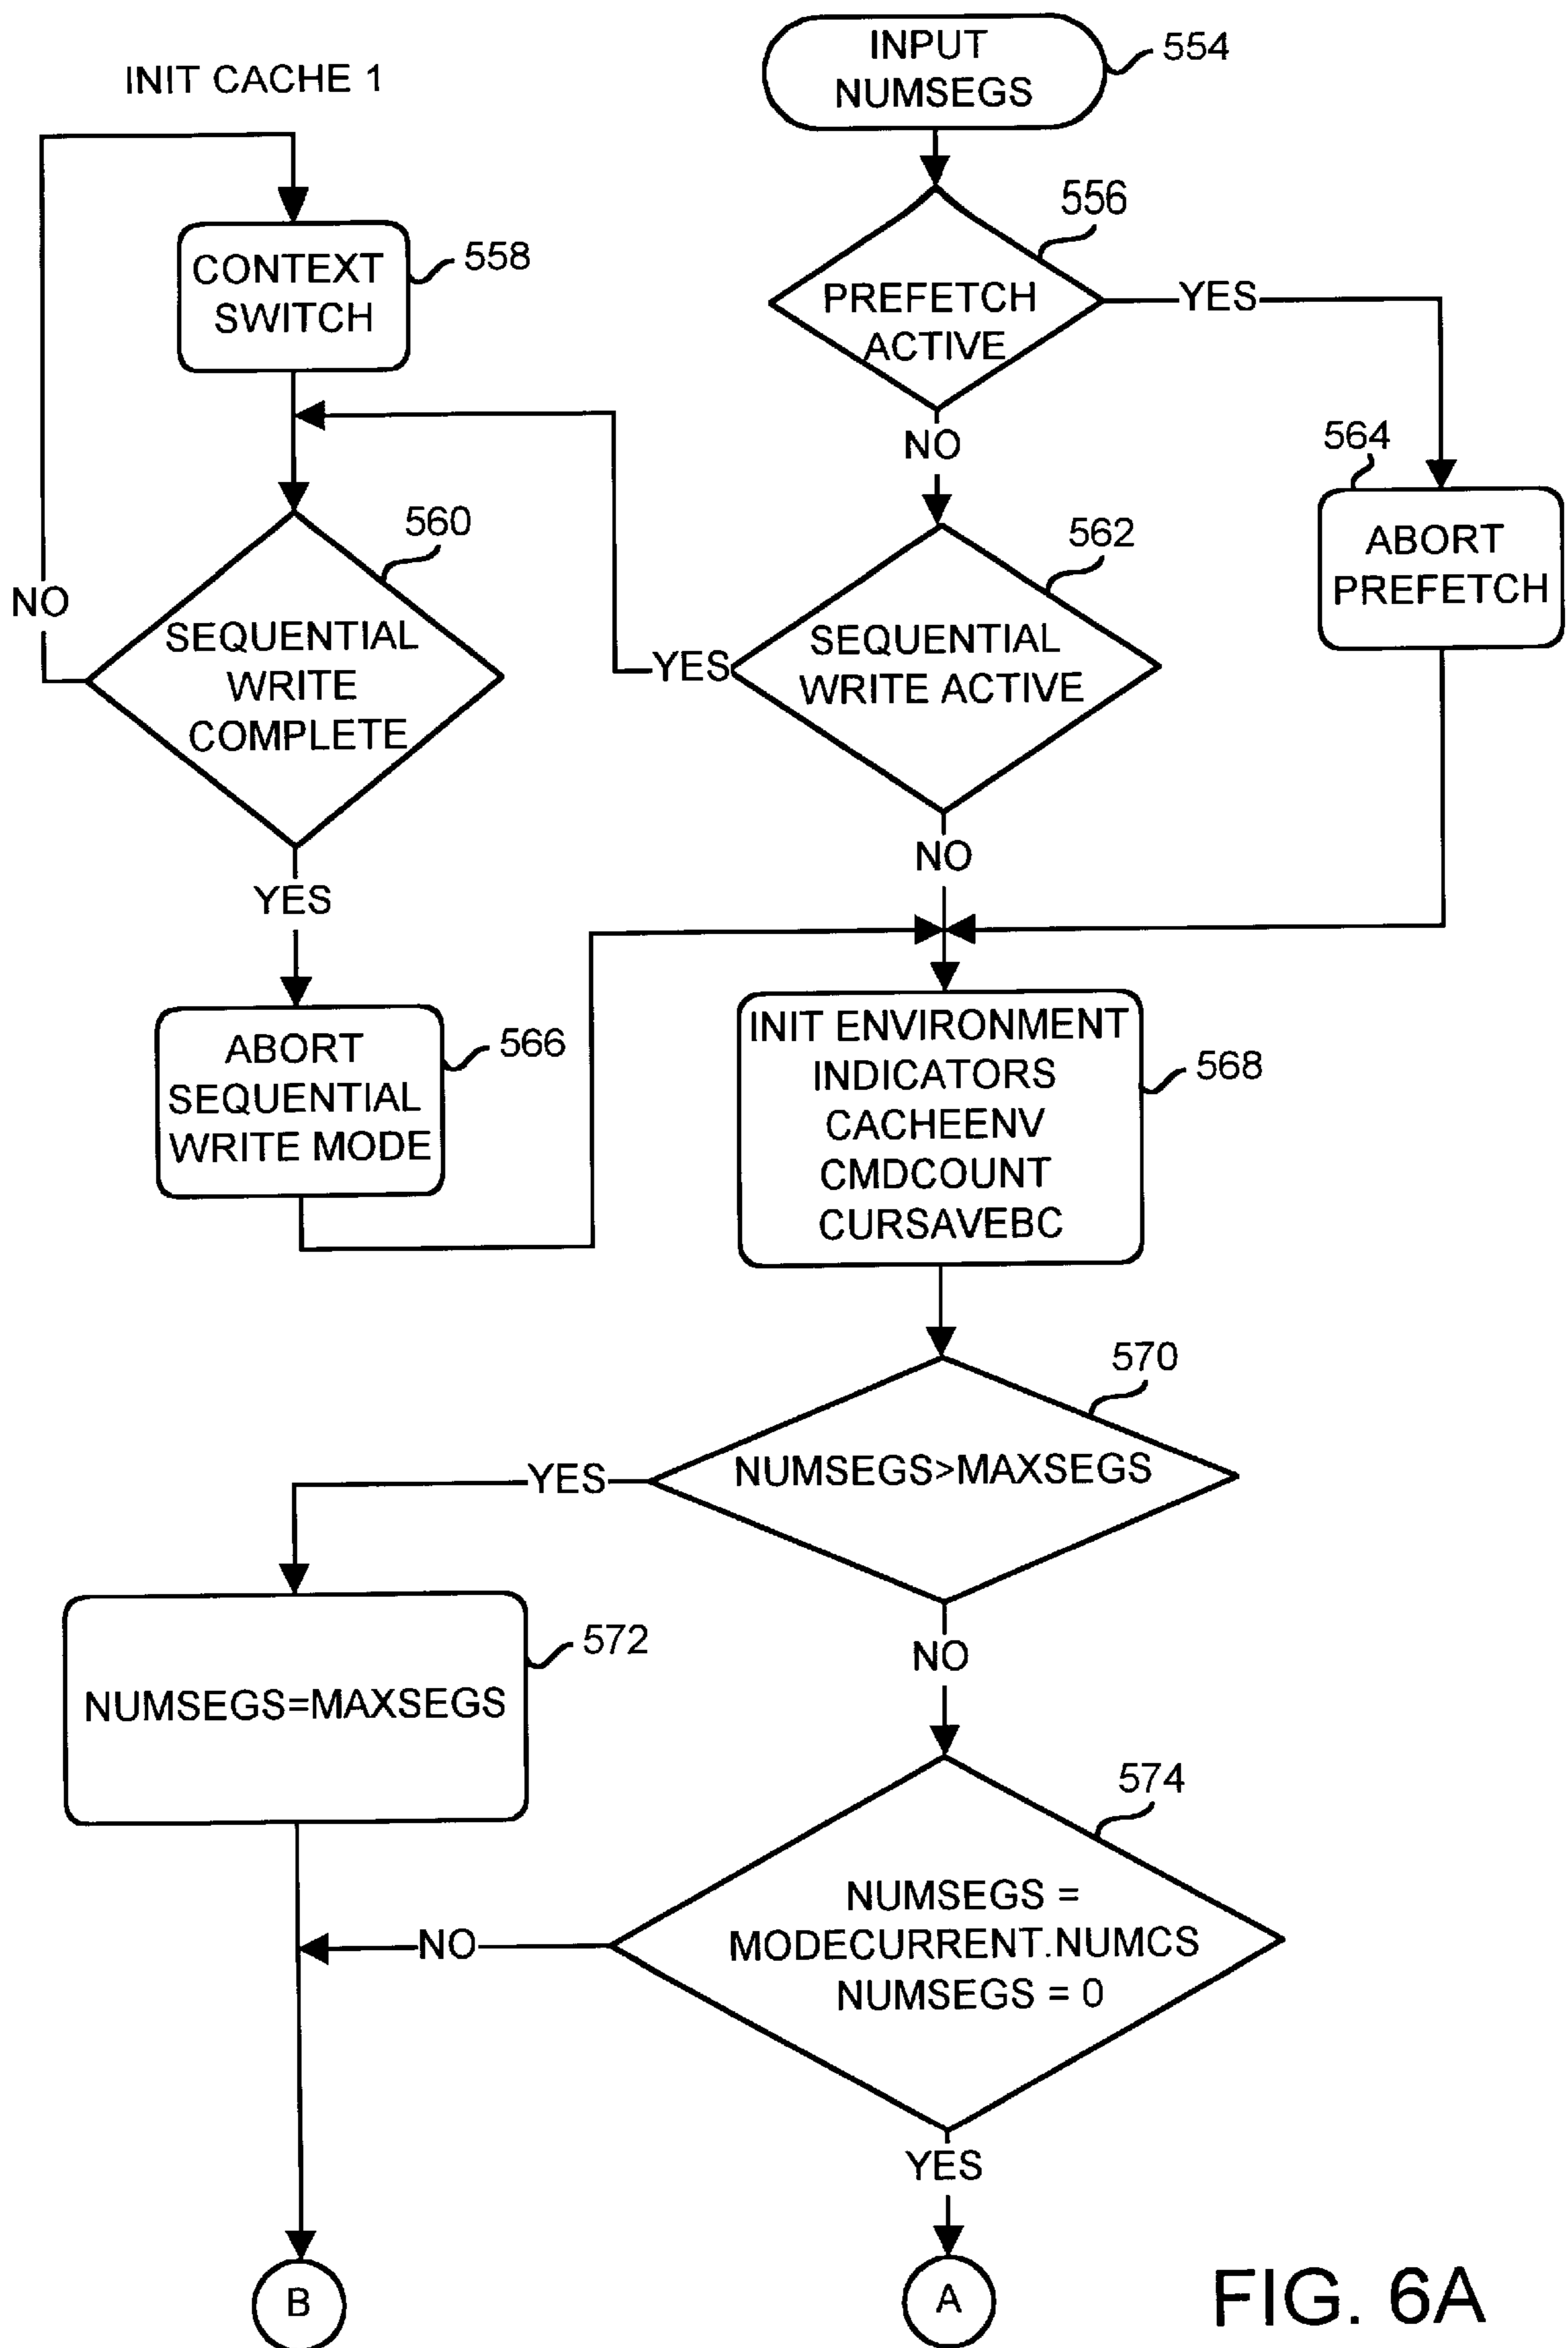 INIT CACHE 1
INPUT
NUMSEGS
554
556
PREFETCH
ACTIVE
YES
NO
CONTEXT
SWITCH
558
564
ABORT
PREFETCH
560
SEQUENTIAL
WRITE
COMPLETE
NO
YES
562
SEQUENTIAL
WRITE ACTIVE
YES
NO
ABORT
SEQUENTIAL
WRITE MODE
566
INIT ENVIRONMENT
INDICATORS
CACHEENV
CMDCOUNT
CURSAVEBC
568
570
NUMSEGS>MAXSEGS
YES
NO
572
NUMSEGS=MAXSEGS
574
NUMSEGS =
MODECURRENT.NUMCS
NUMSEGS = 0
NO
YES
B
A
FIG. 6A